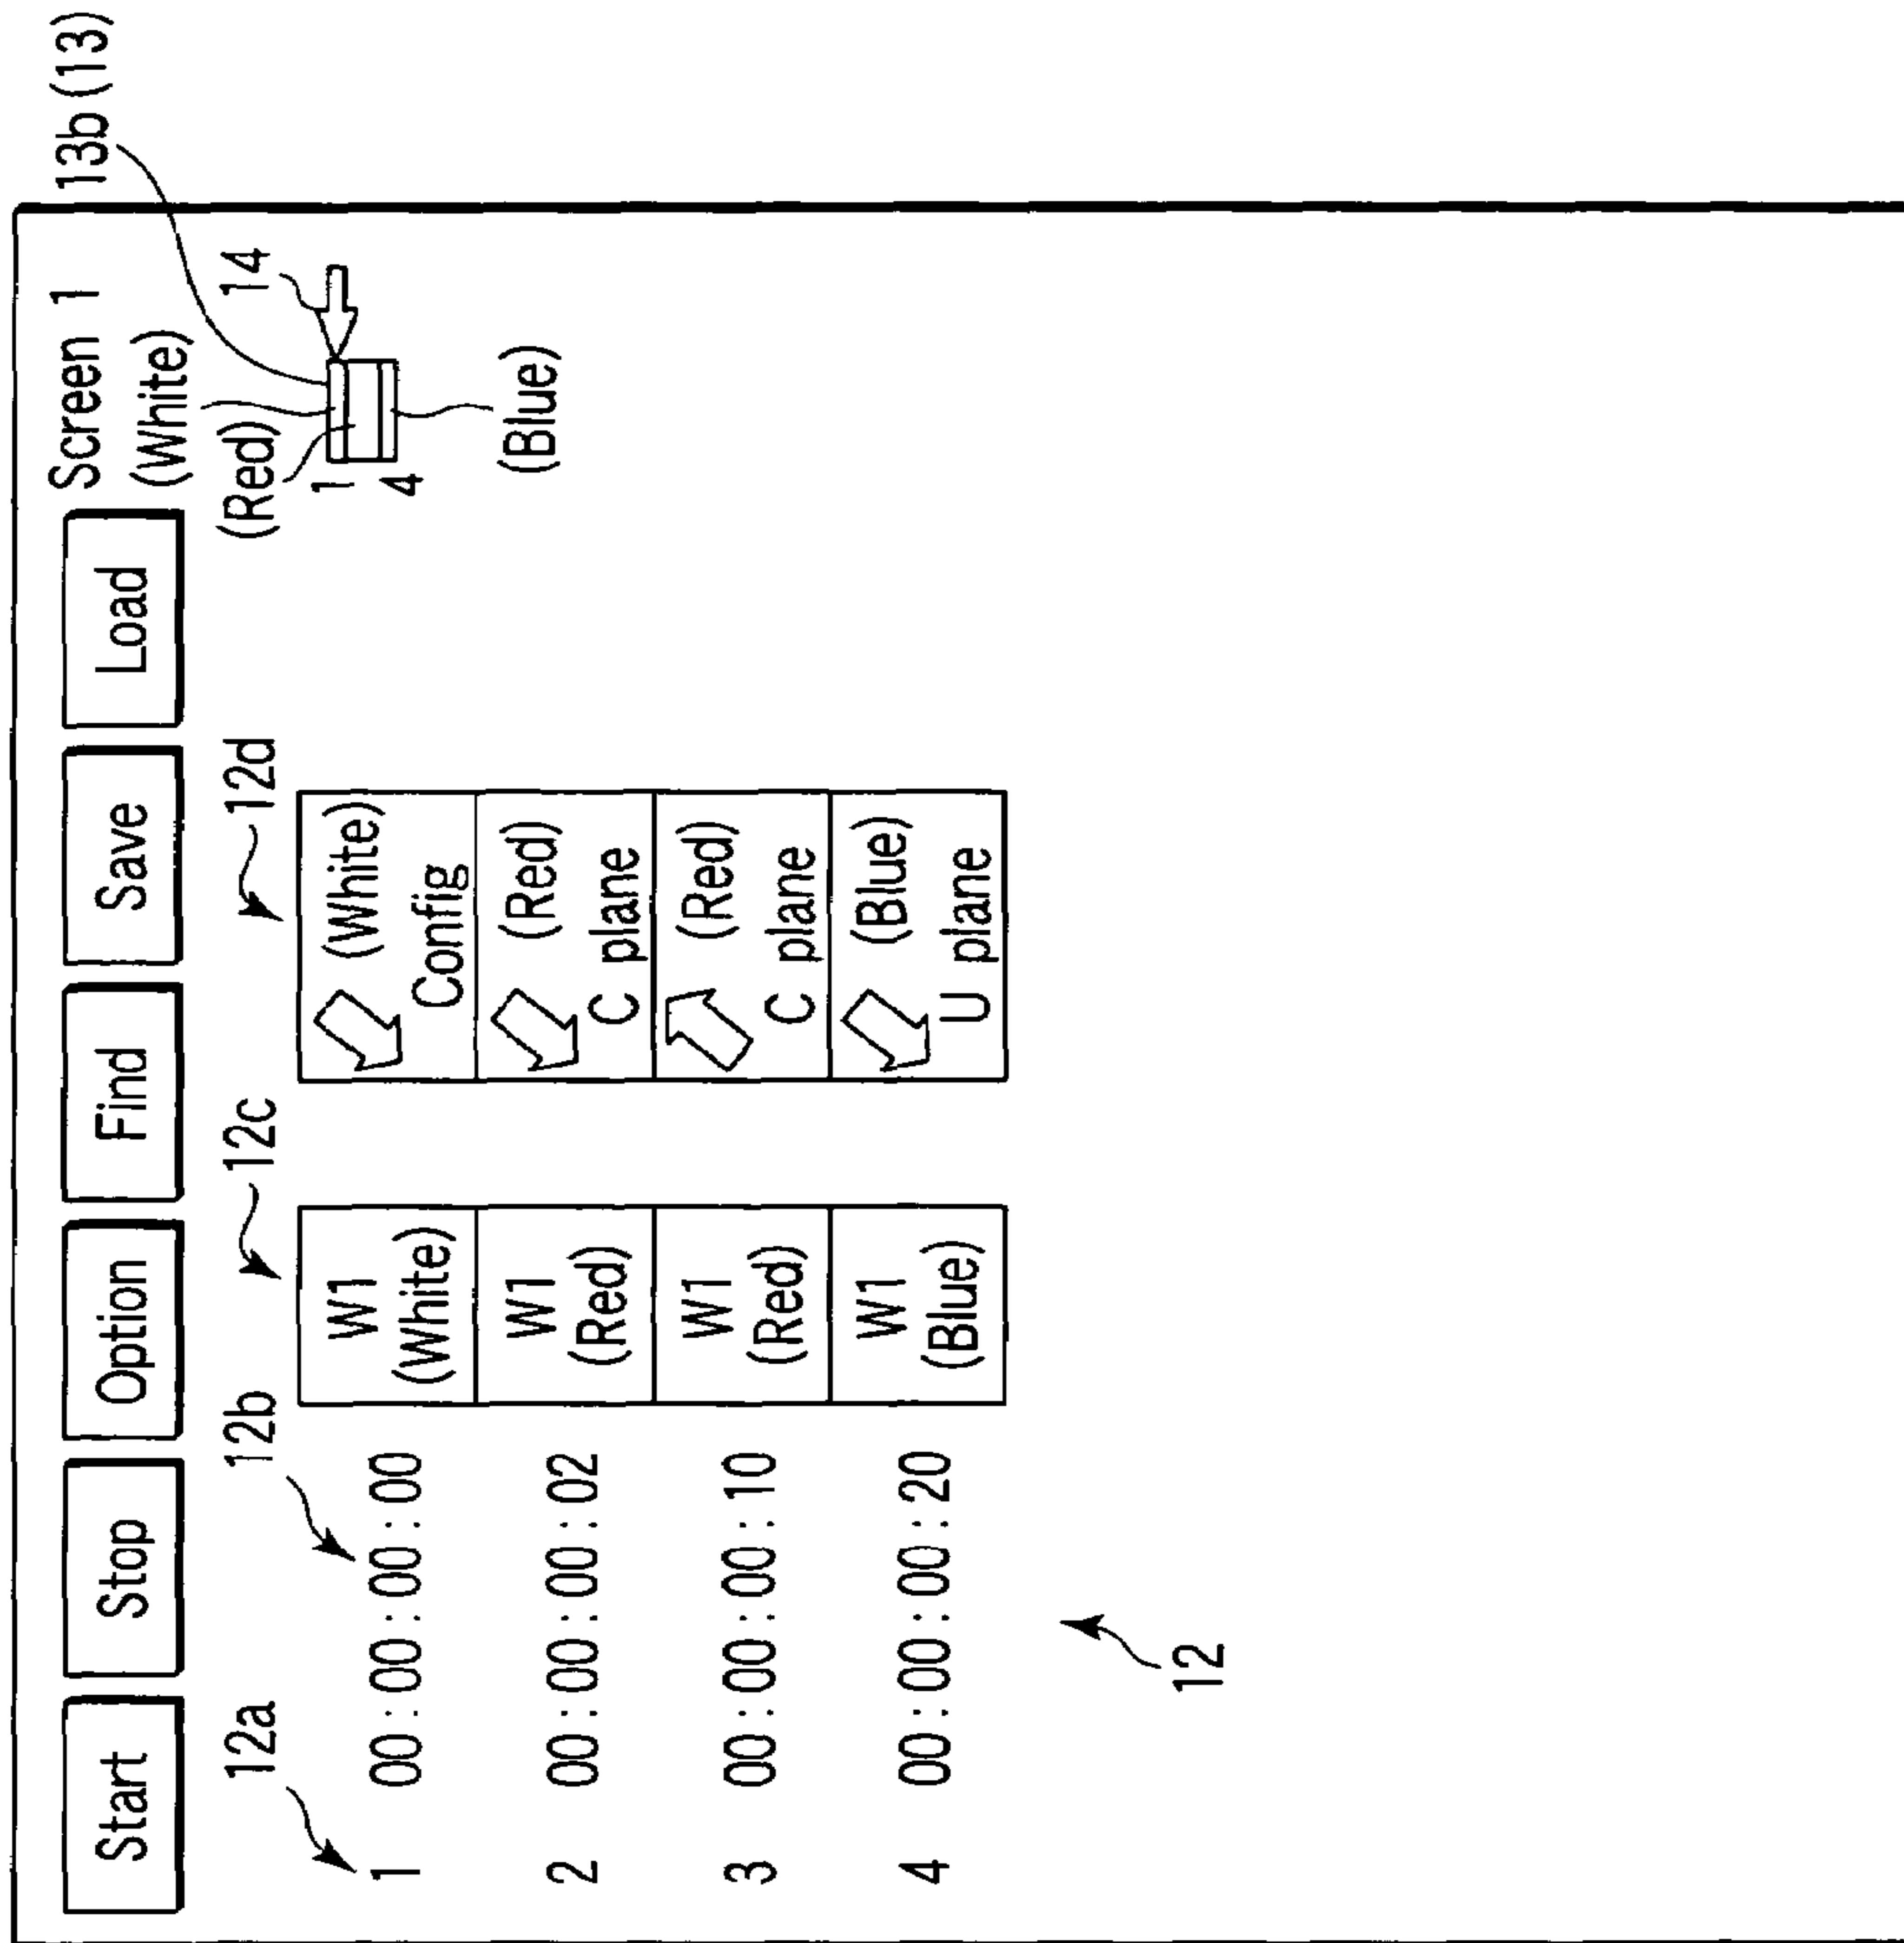 13b (13)
Start Stop Option Find Save Load Screen 1
(White)
12a 12b 12c 12d (Red) 14
1 00:00:00:00 W1 (White) Config
(White)
1
4
2 00:00:00:02 W1 (Red) C plane
(Red)
(Blue)
3 00:00:00:10 W1 (Red) C plane
(Red)
4 00:00:00:20 W1 (Blue) U plane
(Blue)
12